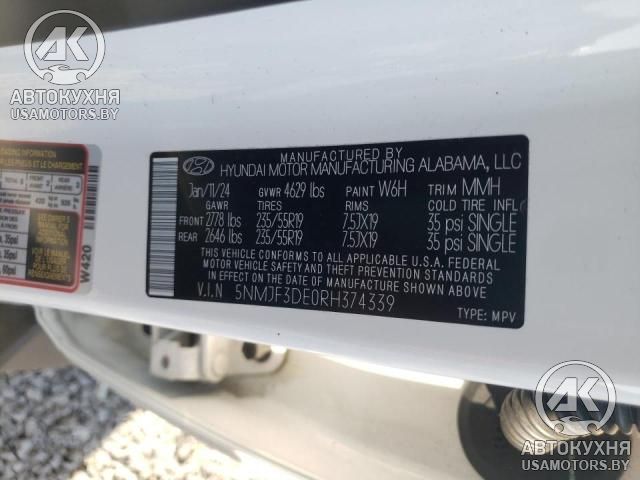 АК
АВТОКУХНЯ
USAMOTORS.BY
W420
MANUFACTURED BY
HYUNDAI MOTOR MANUFACTURING ALABAMA, LLC
Jan/11/24 GVWR 4629 lbs PAINT W6H TRIM MMH
GAWR TIRES RIMS COLD TIRE INFL
FRONT 2778 lbs 235/55R19 7.5JX19 35 psi SINGLE
REAR 2646 lbs 235/55R19 7.5JX19 35 psi SINGLE
THIS VEHICLE CONFORMS TO ALL APPLICABLE U.S.A. FEDERAL
MOTOR VEHICLE SAFETY AND THEFT PREVENTION STANDARDS
IN EFFECT ON THE DATE OF MANUFACTURE SHOWN ABOVE.
V.I.N 5NMJF3DE0RH374339
TYPE: MPV
АК
АВТОКУХНЯ
USAMOTORS.BY